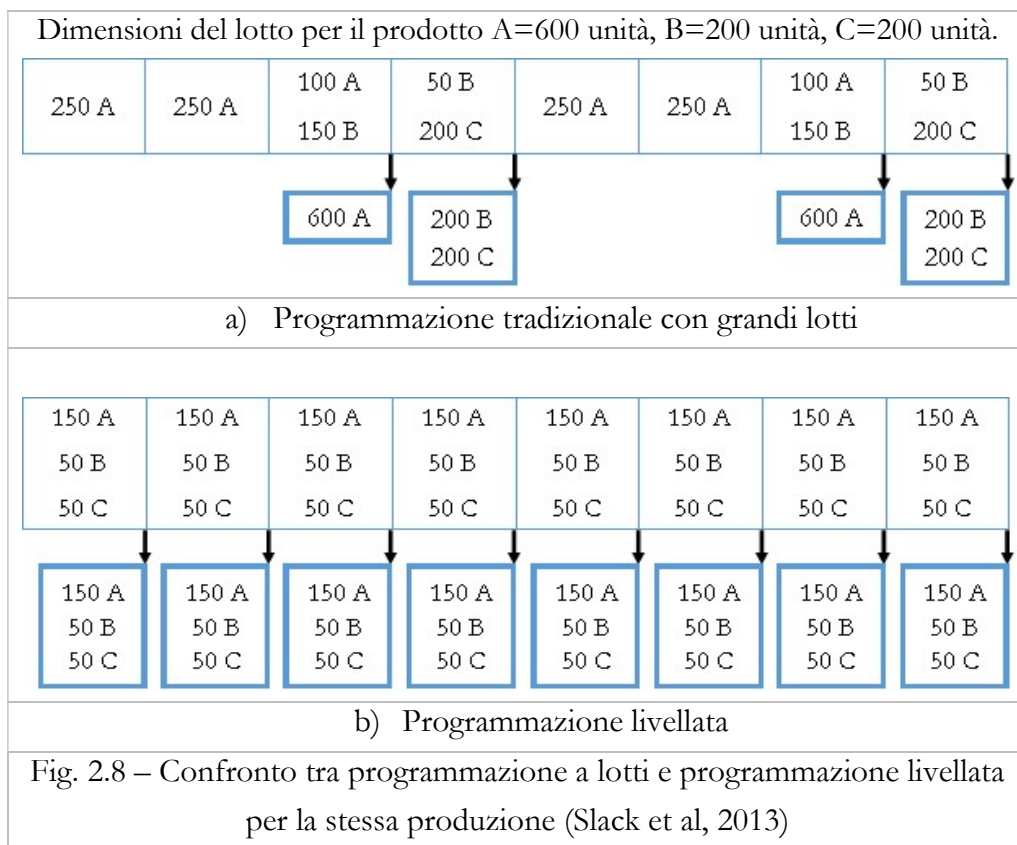 Dimensioni del lotto per il prodotto A=600 unità, B=200 unità, C=200 unità.
250 A 250 A 100 A 50 B 250 A 250 A 100 A 50 B
150 B 200 C 150 B 200 C
600 A 200 B 600 A 200 B
200 C 200 C
a) Programmazione tradizionale con grandi lotti
150 A 150 A 150 A 150 A 150 A 150 A 150 A 150 A
50 B 50 B 50 B 50 B 50 B 50 B 50 B 50 B
50 C 50 C 50 C 50 C 50 C 50 C 50 C 50 C
150 A 150 A 150 A 150 A 150 A 150 A 150 A 150 A
50 B 50 B 50 B 50 B 50 B 50 B 50 B 50 B
50 C 50 C 50 C 50 C 50 C 50 C 50 C 50 C
b) Programmazione livellata
Fig. 2.8 – Confronto tra programmazione a lotti e programmazione livellata
per la stessa produzione (Slack et al, 2013)